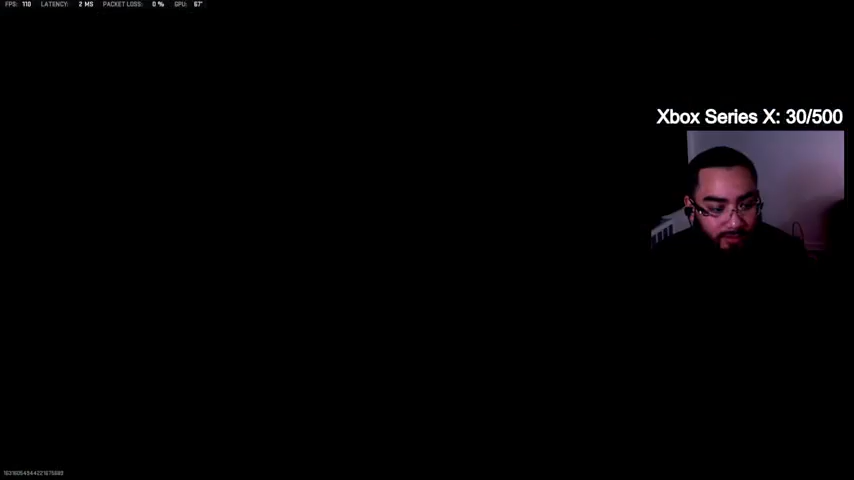 FPS: 110 LATENCY: 2 MS PACKET LOSS: 0 % GPU: 67°
Xbox Series X: 30/500